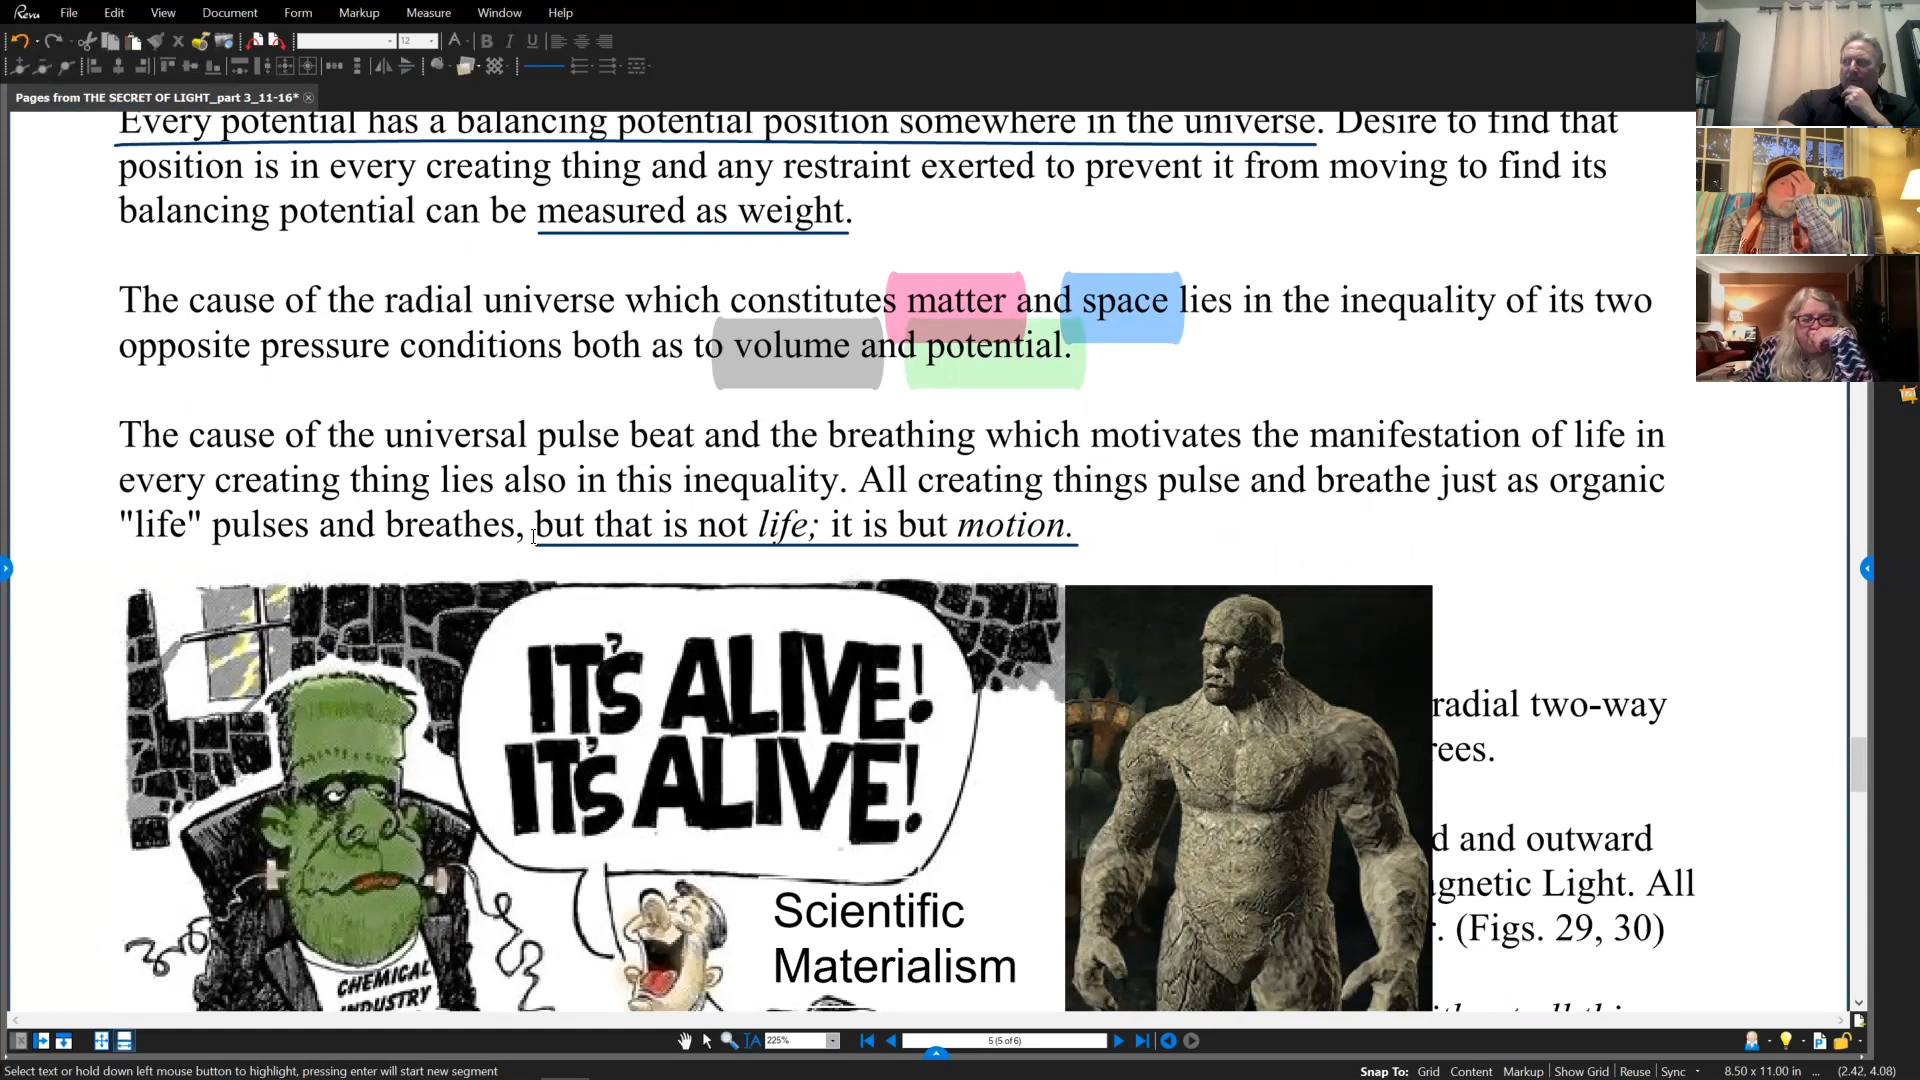 Revu File Edit View Document Form Markup Measure Window Help
12
Pages from THE SECRET OF LIGHT_part 3_11-16*
Every potential has a balancing potential position somewhere in the universe. Desire to find that
position is in every creating thing and any restraint exerted to prevent it from moving to find its
balancing potential can be measured as weight.
The cause of the radial universe which constitutes matter and space lies in the inequality of its two
opposite pressure conditions both as to volume and potential.
The cause of the universal pulse beat and the breathing which motivates the manifestation of life in
every creating thing lies also in this inequality. All creating things pulse and breathe just as organic
"life" pulses and breathes, but that is not life; it is but motion.
IT'S ALIVE!
IT'S ALIVE!
radial two-way
rees.
d and outward
agnetic Light. All
r. (Figs. 29, 30)
Scientific
Materialism
CHEMICAL
INDUSTRY
225%
5 (5 of 6)
Select text or hold down left mouse button to highlight, pressing enter will start new segment
Snap To: Grid Content Markup Show Grid Reuse Sync 8.50 x 11.00 in ... (2.42, 4.08)